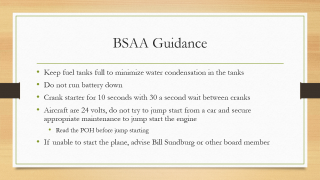 BSAA Guidance
• Keep fuel tanks full to minimize water condensation in the tanks
• Do not run battery down
• Crank starter for 10 seconds with 30 a second wait between cranks
• Aircraft are 24 volts, do not try to jump start from a car and secure
appropriate maintenance to jump start the engine
• Read the POH before jump starting
• If unable to start the plane, advise Bill Sundburg or other board member